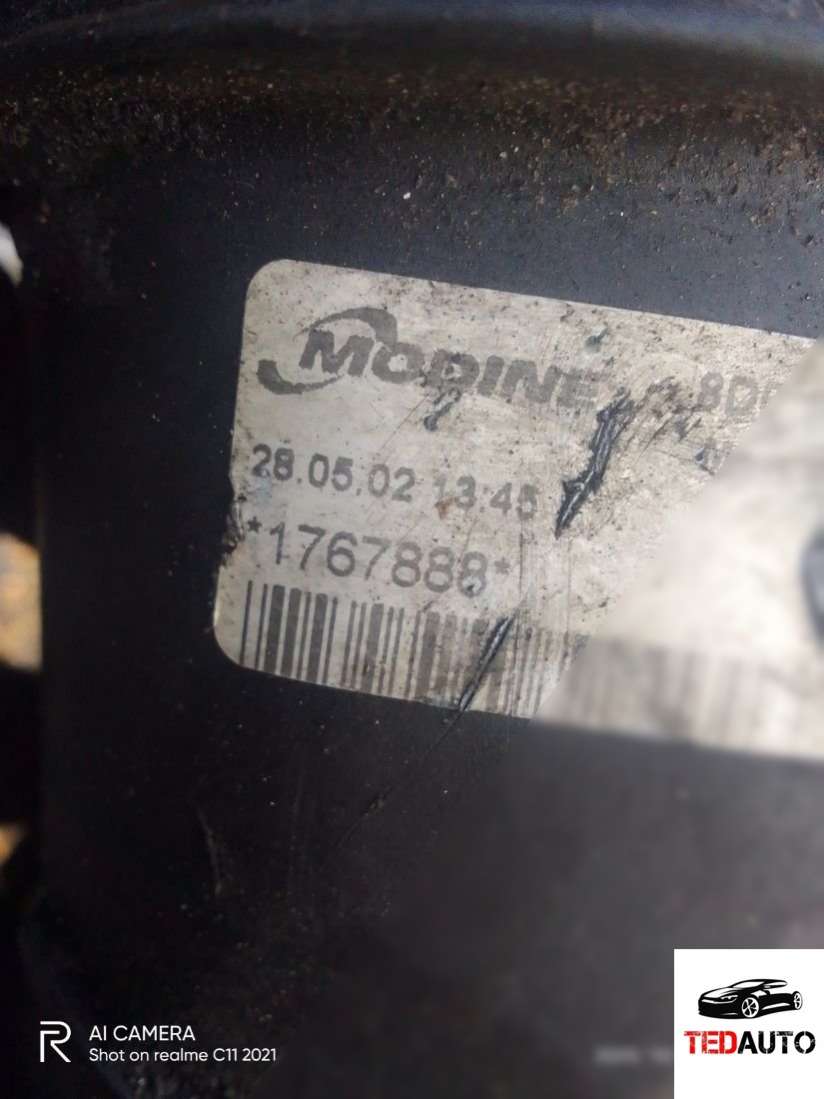 MODINE
28.05.02 13:45
*1767888*
AI CAMERA
Shot on realme C11 2021
TEDAUTO